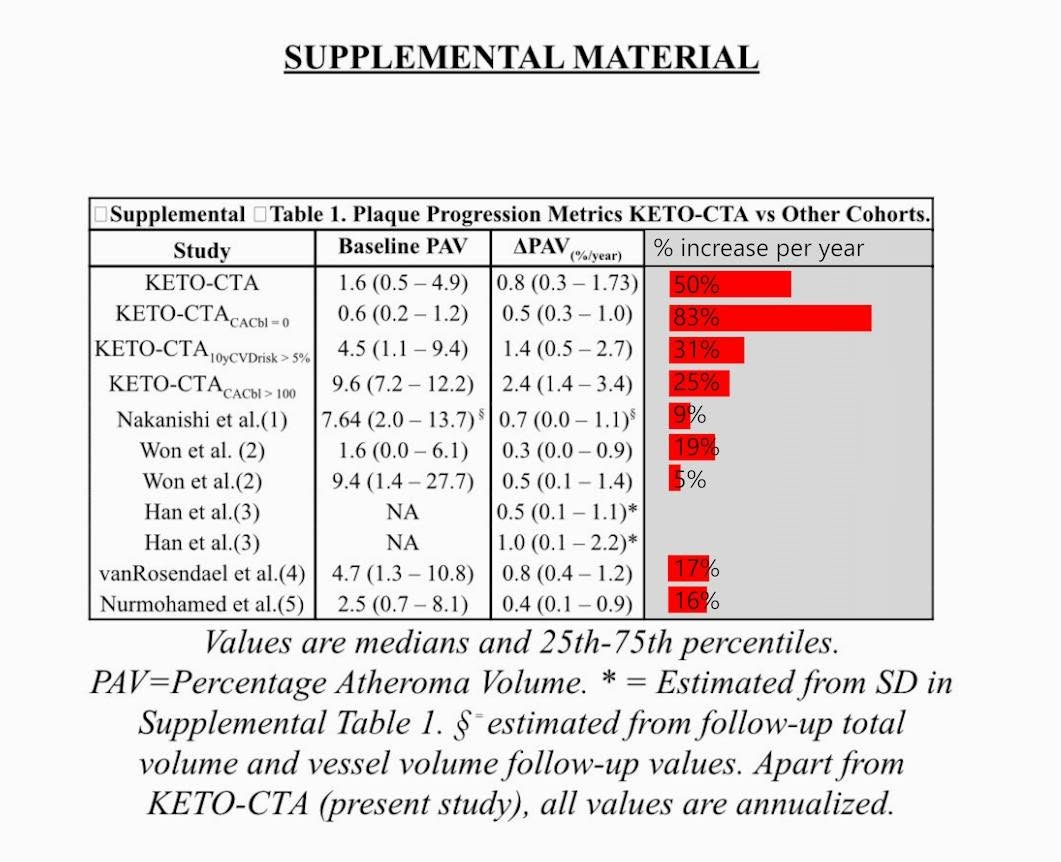 SUPPLEMENTAL MATERIAL
□Supplemental □Table 1. Plaque Progression Metrics KETO-CTA vs Other Cohorts.
Study Baseline PAV ΔPAV(%/year) % increase per year
KETO-CTA 1.6 (0.5 – 4.9) 0.8 (0.3 – 1.73) 50%
KETO-CTA CACbl = 0 0.6 (0.2 – 1.2) 0.5 (0.3 – 1.0) 83%
KETO-CTA 10yCVDrisk > 5% 4.5 (1.1 – 9.4) 1.4 (0.5 – 2.7) 31%
KETO-CTA CACbl > 100 9.6 (7.2 – 12.2) 2.4 (1.4 – 3.4) 25%
Nakanishi et al.(1) 7.64 (2.0 – 13.7)§ 0.7 (0.0 – 1.1)§ 9%
Won et al. (2) 1.6 (0.0 – 6.1) 0.3 (0.0 – 0.9) 19%
Won et al.(2) 9.4 (1.4 – 27.7) 0.5 (0.1 – 1.4) 5%
Han et al.(3) NA 0.5 (0.1 – 1.1)*
Han et al.(3) NA 1.0 (0.1 – 2.2)*
vanRosendael et al.(4) 4.7 (1.3 – 10.8) 0.8 (0.4 – 1.2) 17%
Nurmohamed et al.(5) 2.5 (0.7 – 8.1) 0.4 (0.1 – 0.9) 16%
Values are medians and 25th-75th percentiles.
PAV=Percentage Atheroma Volume. * = Estimated from SD in
Supplemental Table 1. §=estimated from follow-up total
volume and vessel volume follow-up values. Apart from
KETO-CTA (present study), all values are annualized.